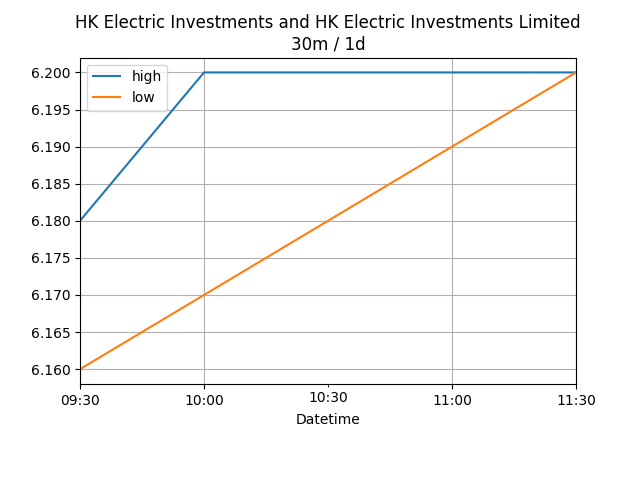 HK Electric Investments and HK Electric Investments Limited
30m / 1d
high
low
6.200
6.195
6.190
6.185
6.180
6.175
6.170
6.165
6.160
09:30
10:00
10:30
11:00
11:30
Datetime